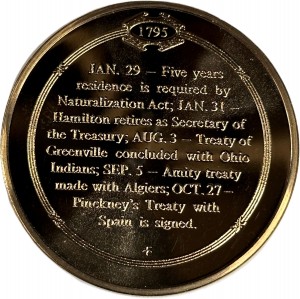 1795
JAN. 29 — Five years
residence is required by
Naturalization Act; JAN. 31 —
Hamilton retires as Secretary of
the Treasury; AUG. 3 — Treaty of
Greenville concluded with Ohio
Indians; SEP. 5 — Amity treaty
made with Algiers; OCT. 27 —
Pinckney's Treaty with
Spain is signed.